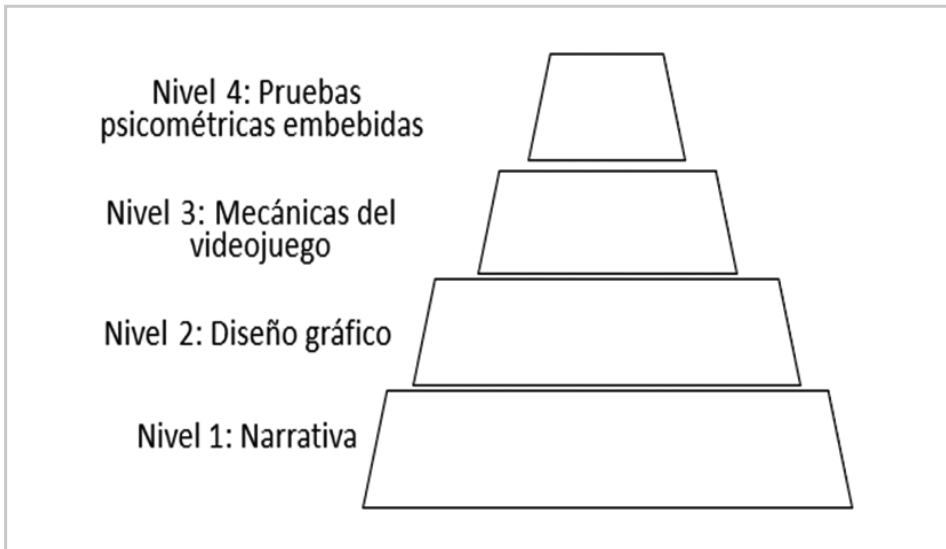 Nivel 4: Pruebas
psicométricas embebidas
Nivel 3: Mecánicas del
videojuego
Nivel 2: Diseño gráfico
Nivel 1: Narrativa